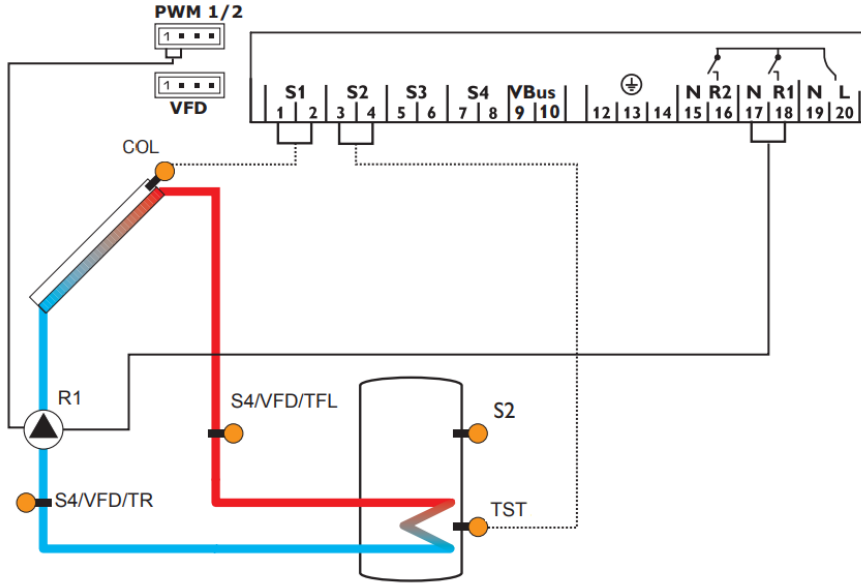 PWM 1/2
1
1
VFD
S1 S2 S3 S4 VBus N R2 N R1 N L
1 2 3 4 5 6 7 8 9 10 12 13 14 15 16 17 18 19 20
COL
R1
S4/VFD/TFL
S2
S4/VFD/TR
TST